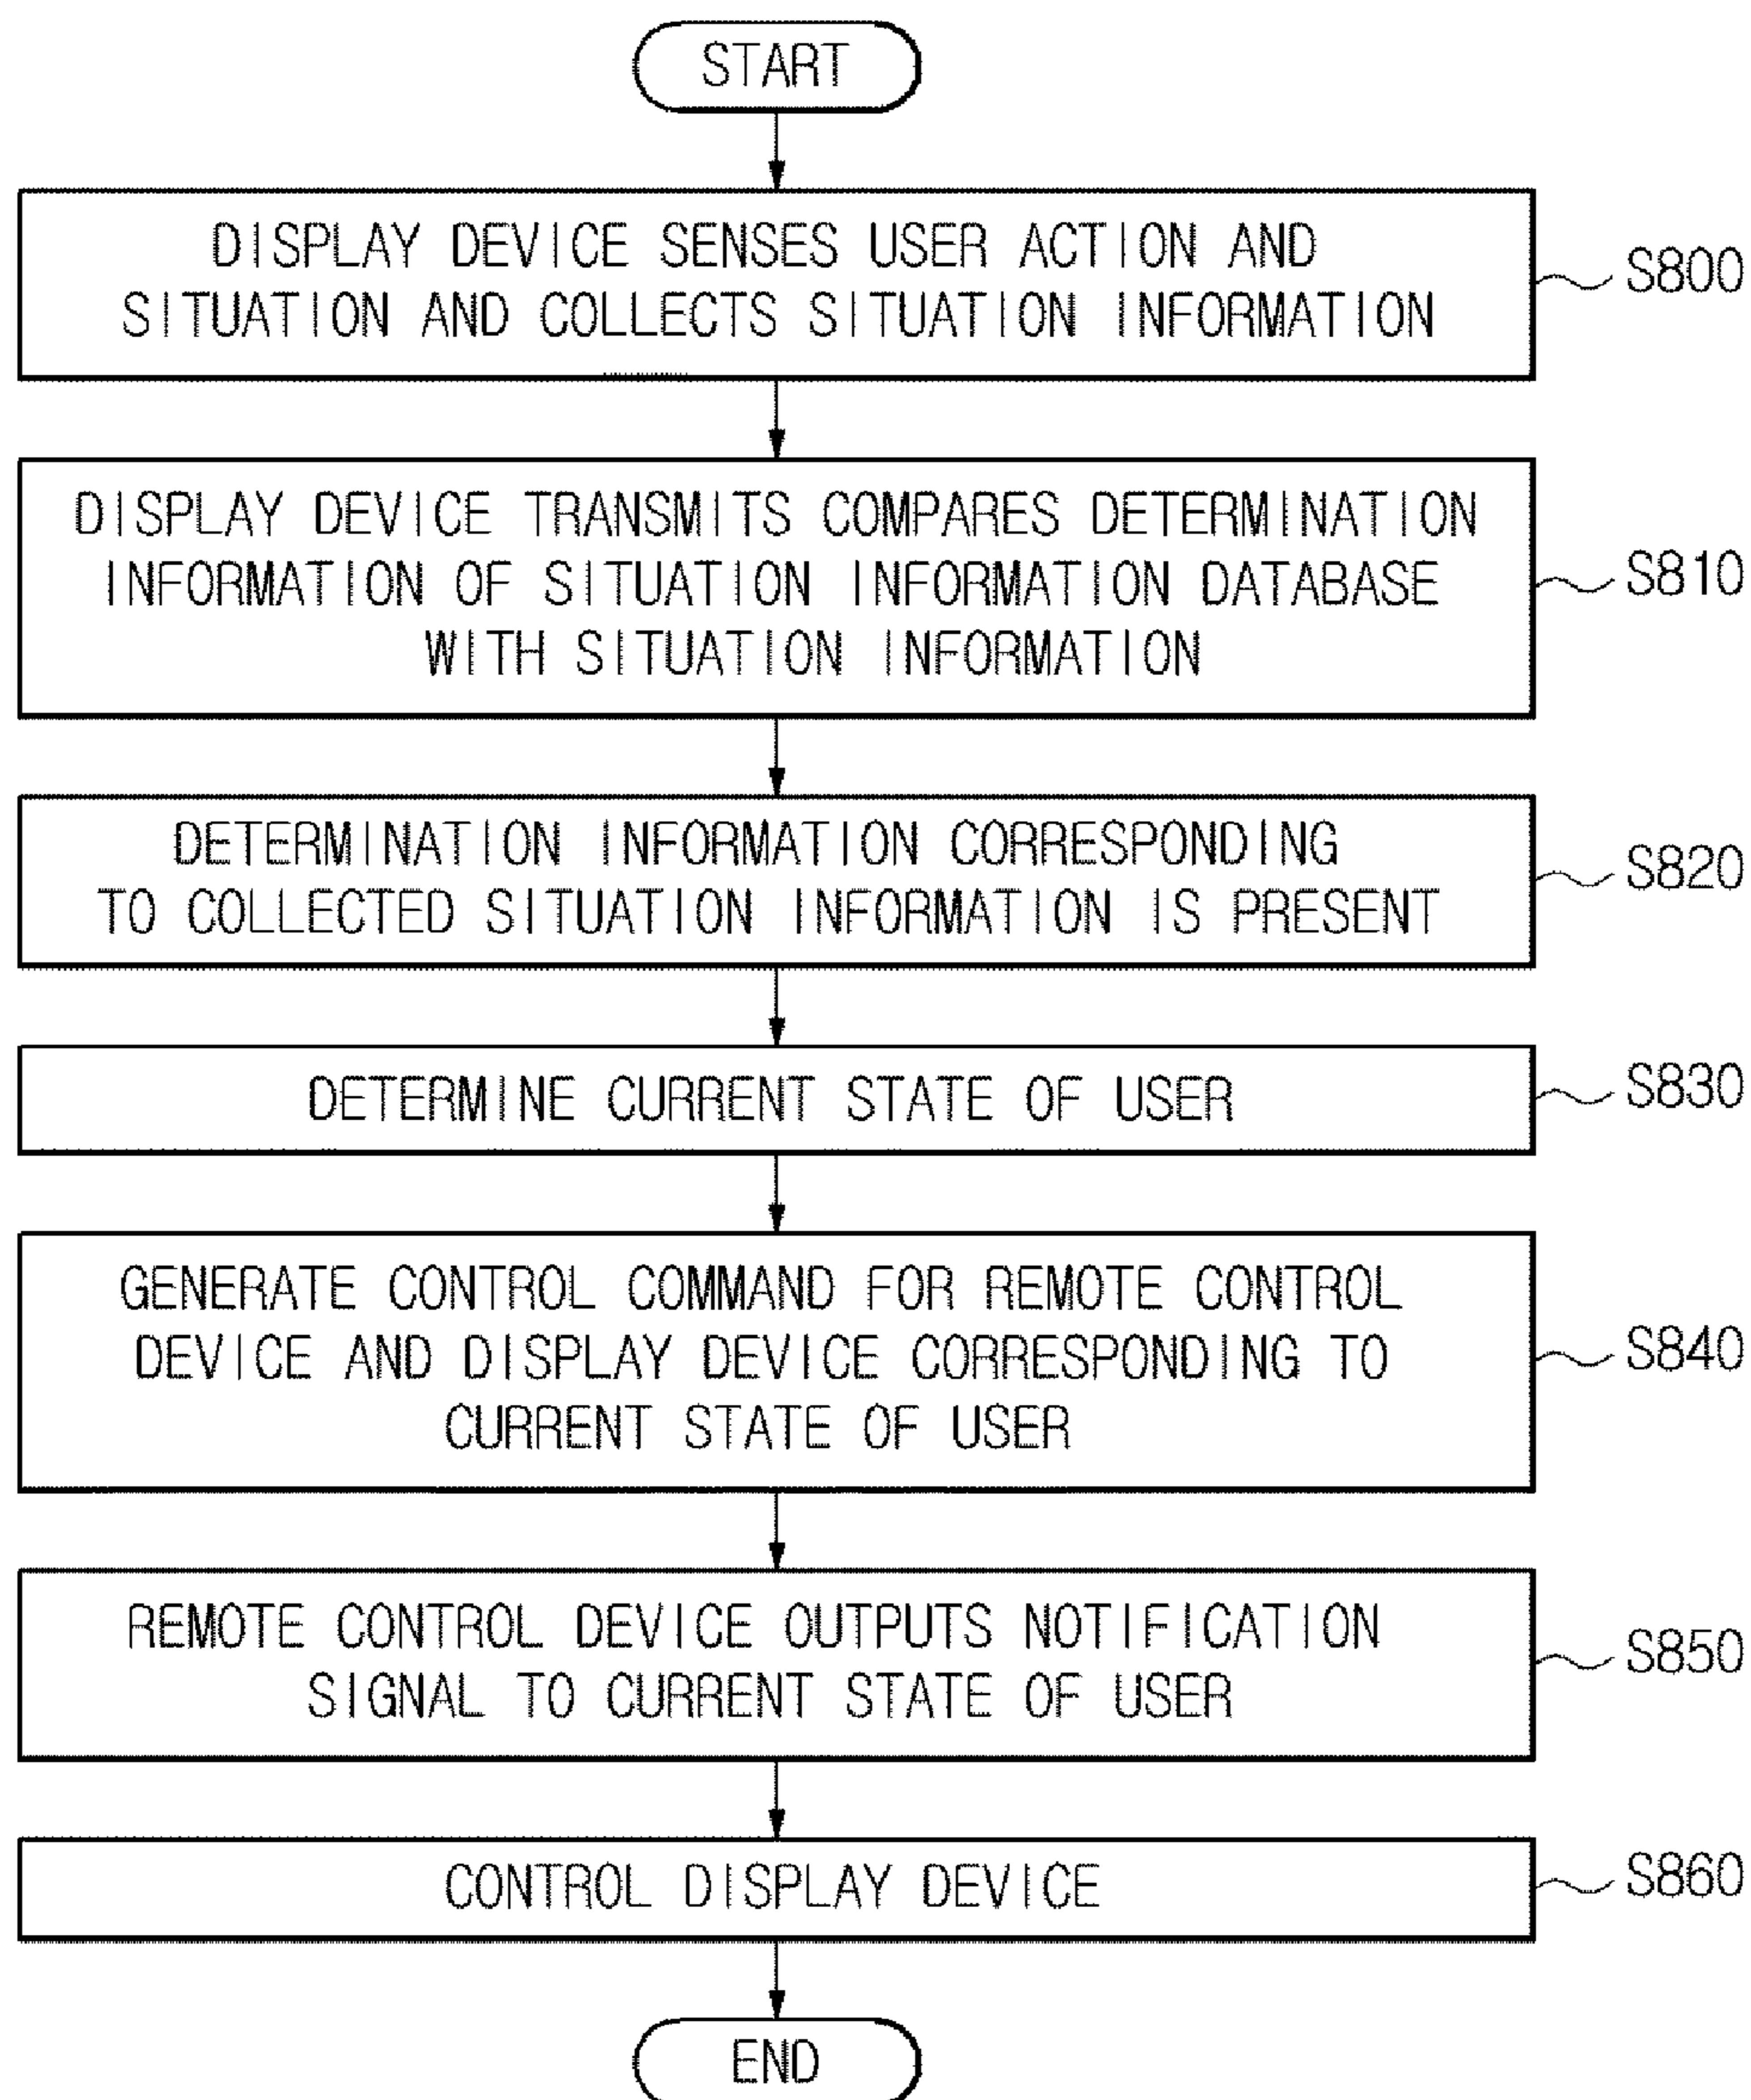 START
DISPLAY DEVICE SENSES USER ACTION AND
SITUATION AND COLLECTS SITUATION INFORMATION
S800
DISPLAY DEVICE TRANSMITS COMPARES DETERMINATION
INFORMATION OF SITUATION INFORMATION DATABASE
WITH SITUATION INFORMATION
S810
DETERMINATION INFORMATION CORRESPONDING
TO COLLECTED SITUATION INFORMATION IS PRESENT
S820
DETERMINE CURRENT STATE OF USER
S830
GENERATE CONTROL COMMAND FOR REMOTE CONTROL
DEVICE AND DISPLAY DEVICE CORRESPONDING TO
CURRENT STATE OF USER
S840
REMOTE CONTROL DEVICE OUTPUTS NOTIFICATION
SIGNAL TO CURRENT STATE OF USER
S850
CONTROL DISPLAY DEVICE
S860
END